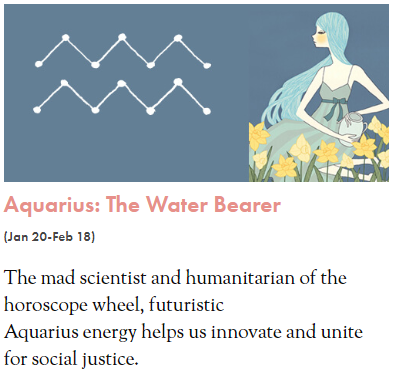 Aquarius: The Water Bearer
(Jan 20-Feb 18)
The mad scientist and humanitarian of the
horoscope wheel, futuristic
Aquarius energy helps us innovate and unite
for social justice.